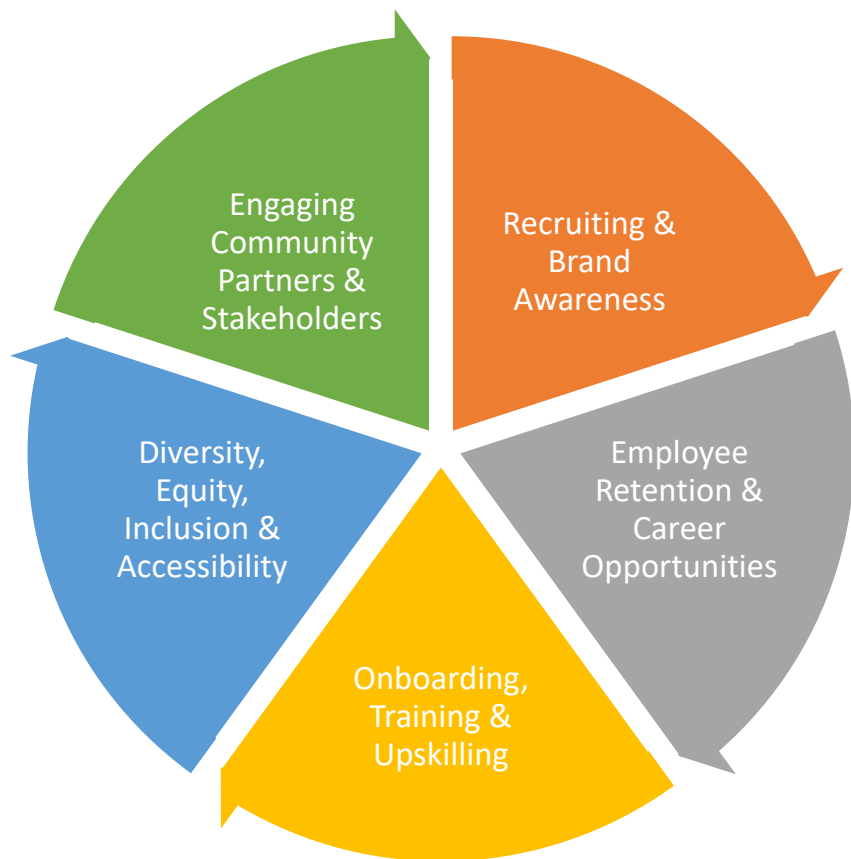 Engaging
Community
Partners &
Stakeholders
Recruiting &
Brand
Awareness
Employee
Retention &
Career
Opportunities
Onboarding,
Training &
Upskilling
Diversity,
Equity,
Inclusion &
Accessibility